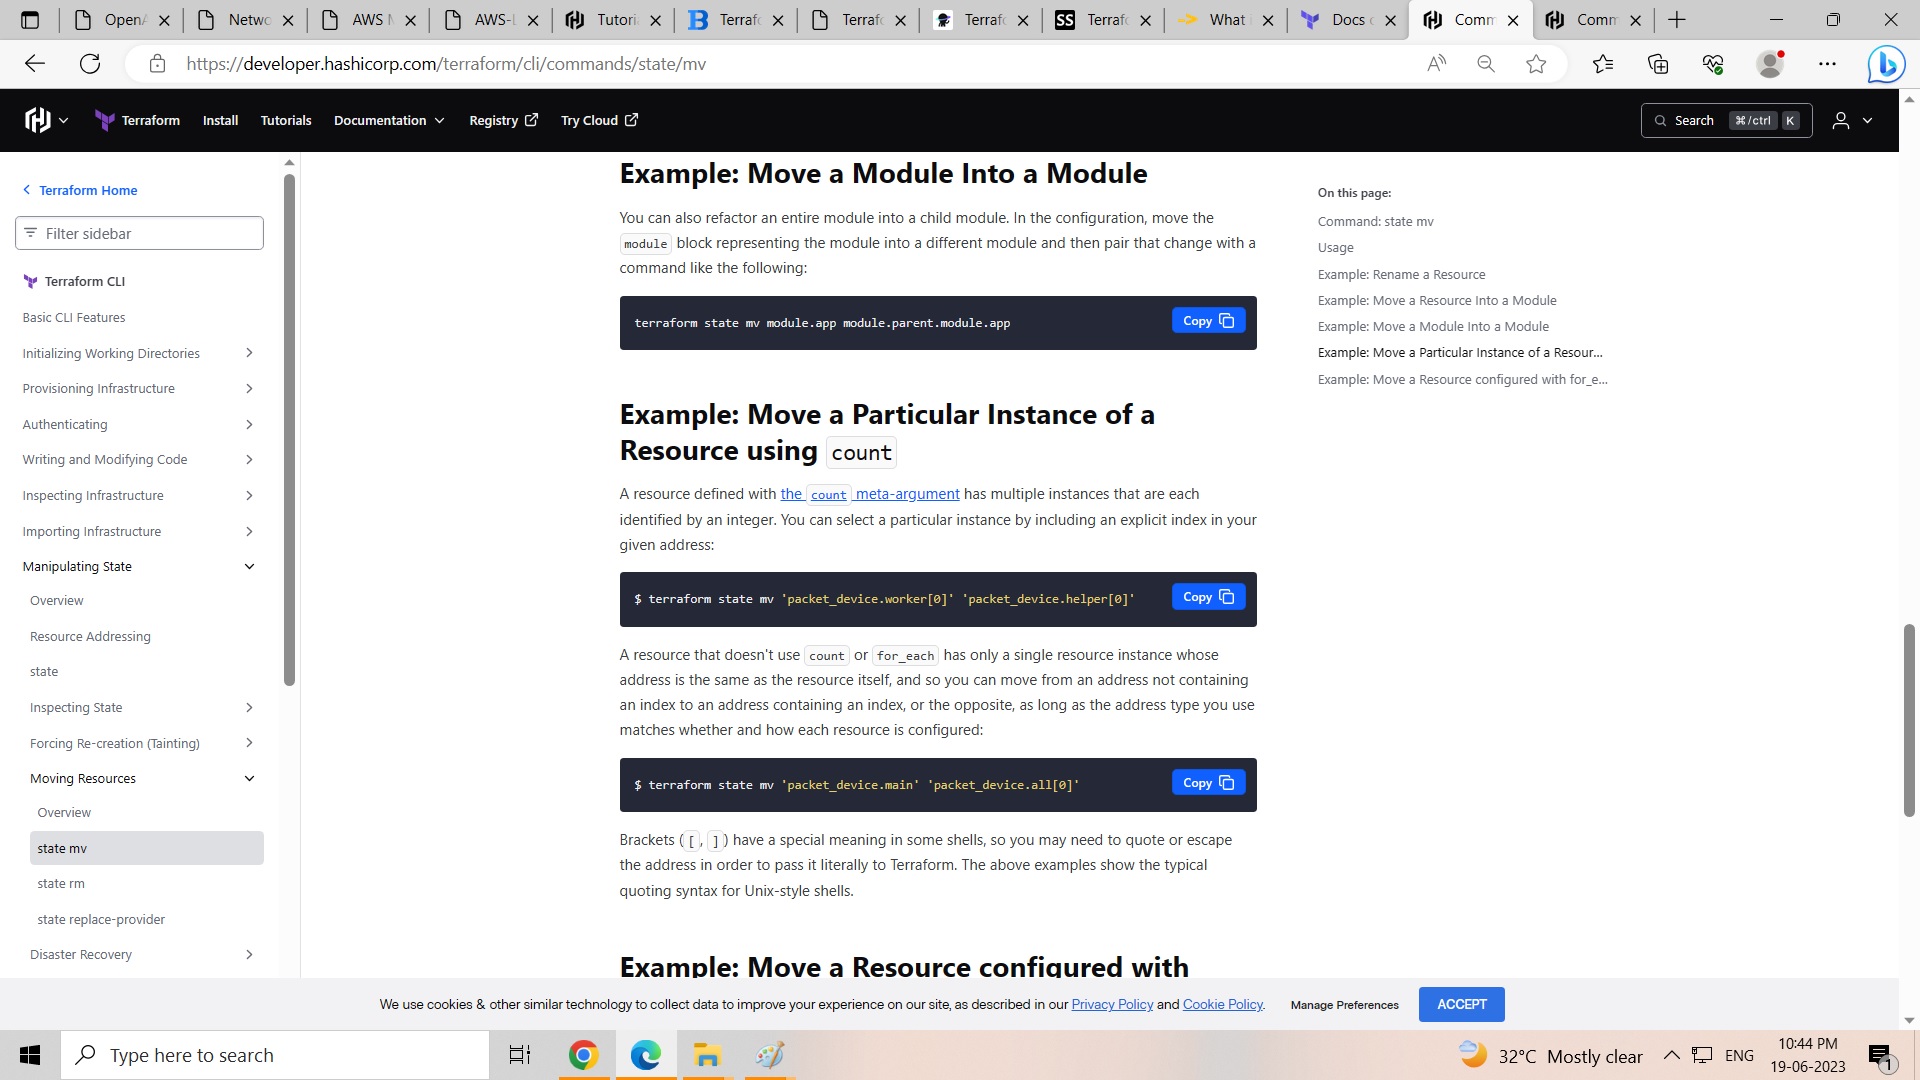 OpenA
Netwo
AWS M
AWS-L
Tutoria
Terrafo
Terrafo
Terrafo
SS Terrafo
What i
Docs o
Comm
Comm
https://developer.hashicorp.com/terraform/cli/commands/state/mv
Terraform Install Tutorials Documentation Registry Try Cloud Search ⌘/ctrl K
Terraform Home
Filter sidebar
Terraform CLI
Basic CLI Features
Initializing Working Directories
Provisioning Infrastructure
Authenticating
Writing and Modifying Code
Inspecting Infrastructure
Importing Infrastructure
Manipulating State
Overview
Resource Addressing
state
Inspecting State
Forcing Re-creation (Tainting)
Moving Resources
Overview
state mv
state rm
state replace-provider
Disaster Recovery
Example: Move a Module Into a Module
You can also refactor an entire module into a child module. In the configuration, move the
module block representing the module into a different module and then pair that change with a
command like the following:
terraform state mv module.app module.parent.module.app
Copy
Example: Move a Particular Instance of a
Resource using count
A resource defined with the count meta-argument has multiple instances that are each
identified by an integer. You can select a particular instance by including an explicit index in your
given address:
$ terraform state mv 'packet_device.worker[0]' 'packet_device.helper[0]'
Copy
A resource that doesn't use count or for_each has only a single resource instance whose
address is the same as the resource itself, and so you can move from an address not containing
an index to an address containing an index, or the opposite, as long as the address type you use
matches whether and how each resource is configured:
$ terraform state mv 'packet_device.main' 'packet_device.all[0]'
Copy
Brackets ([, ]) have a special meaning in some shells, so you may need to quote or escape
the address in order to pass it literally to Terraform. The above examples show the typical
quoting syntax for Unix-style shells.
Example: Move a Resource configured with
On this page:
Command: state mv
Usage
Example: Rename a Resource
Example: Move a Resource Into a Module
Example: Move a Module Into a Module
Example: Move a Particular Instance of a Resour...
Example: Move a Resource configured with for_e...
We use cookies & other similar technology to collect data to improve your experience on our site, as described in our Privacy Policy and Cookie Policy.
Manage Preferences
ACCEPT
Type here to search
32°C Mostly clear
ENG
10:44 PM
19-06-2023
1